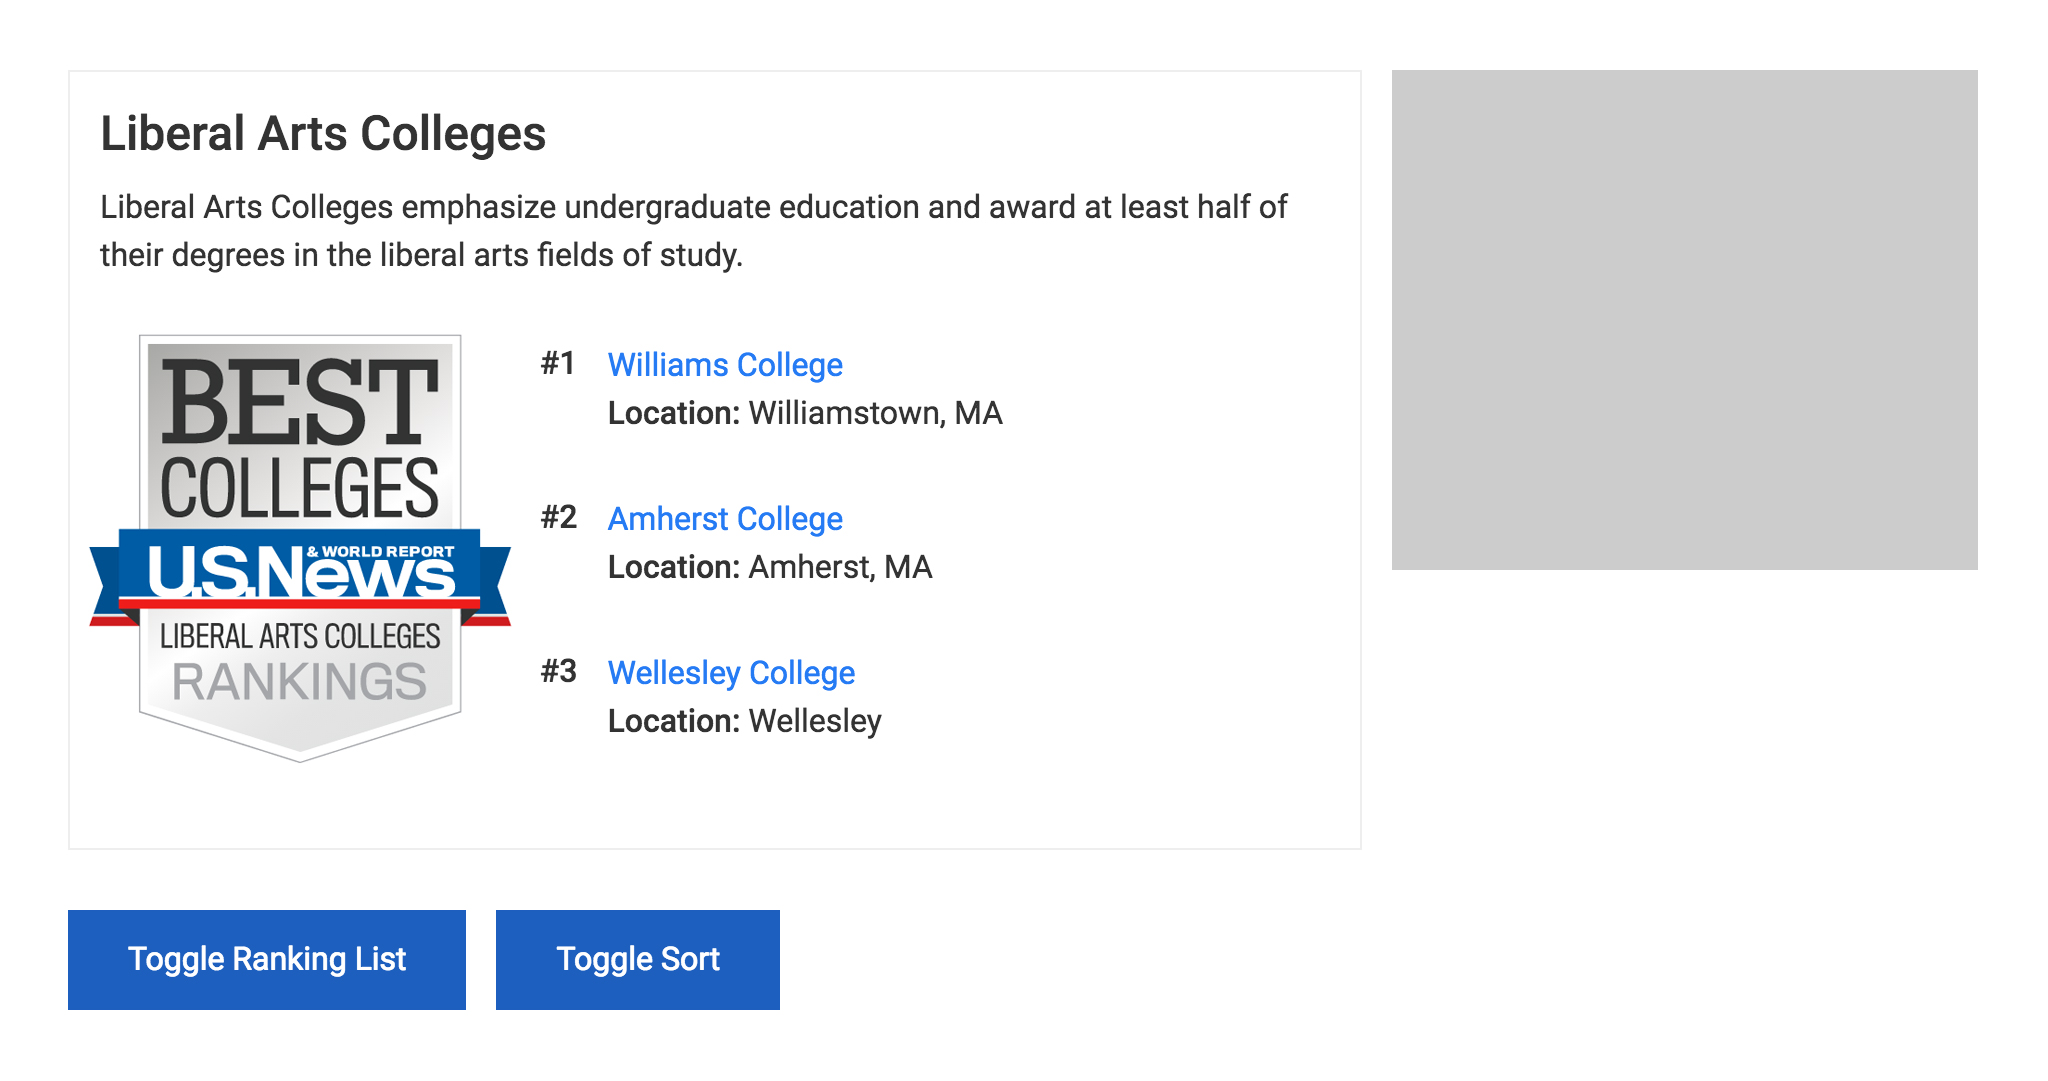 Liberal Arts Colleges
Liberal Arts Colleges emphasize undergraduate education and award at least half of
their degrees in the liberal arts fields of study.
BEST
COLLEGES
U.S.News & WORLD REPORT
LIBERAL ARTS COLLEGES
RANKINGS
#1 Williams College
Location: Williamstown, MA
#2 Amherst College
Location: Amherst, MA
#3 Wellesley College
Location: Wellesley
Toggle Ranking List
Toggle Sort